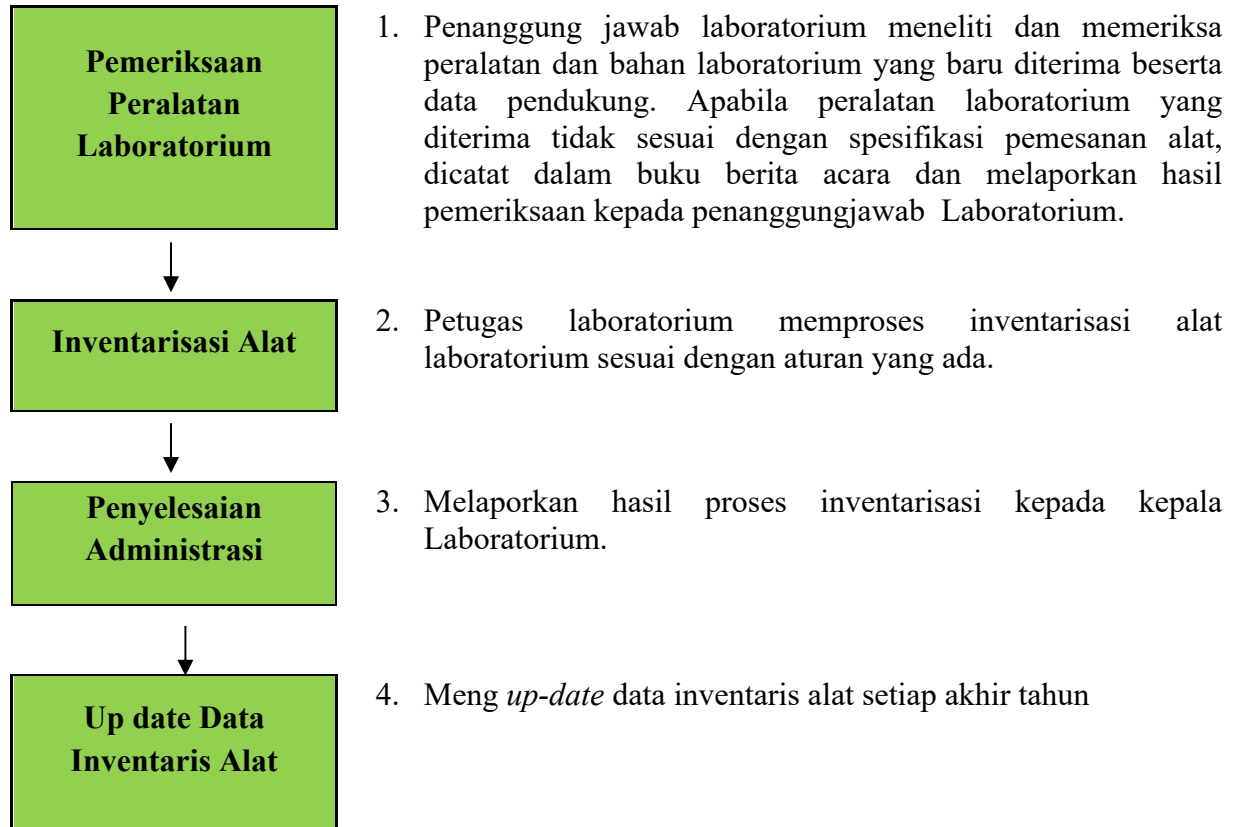 Pemeriksaan
Peralatan
Laboratorium
1. Penanggung jawab laboratorium meneliti dan memeriksa
peralatan dan bahan laboratorium yang baru diterima beserta
data pendukung. Apabila peralatan laboratorium yang
diterima tidak sesuai dengan spesifikasi pemesanan alat,
dicatat dalam buku berita acara dan melaporkan hasil
pemeriksaan kepada penanggungjawab Laboratorium.
Inventarisasi Alat
2. Petugas laboratorium memproses inventarisasi alat
laboratorium sesuai dengan aturan yang ada.
Penyelesaian
Administrasi
3. Melaporkan hasil proses inventarisasi kepada kepala
Laboratorium.
Up date Data
Inventaris Alat
4. Meng up-date data inventaris alat setiap akhir tahun